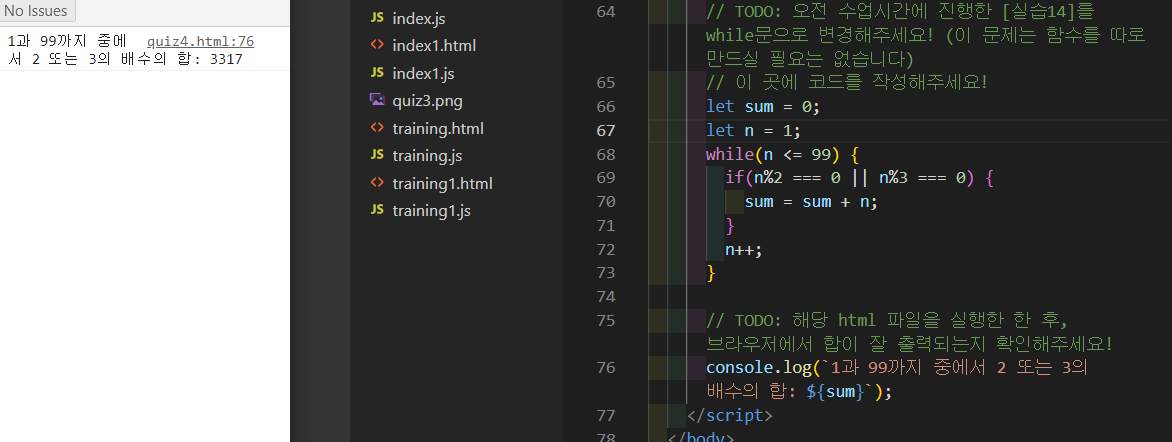 No Issues
1과 99까지 중에 quiz4.html:76
서 2 또는 3의 배수의 합: 3317
JS index.js
<> index1.html
JS index1.js
quiz3.png
<> training.html
JS training.js
<> training1.html
JS training1.js
64 // TODO: 오전 수업시간에 진행한 [실습14]를
while문으로 변경해주세요! (이 문제는 함수를 따로
만드실 필요는 없습니다)
65 // 이 곳에 코드를 작성해주세요!
66 let sum = 0;
67 let n = 1;
68 while(n <= 99) {
69 if(n%2 === 0 || n%3 === 0) {
70 sum = sum + n;
71 }
72 n++;
73 }
74
75 // TODO: 해당 html 파일을 실행한 한 후,
브라우저에서 합이 잘 출력되는지 확인해주세요!
76 console.log(`1과 99까지 중에서 2 또는 3의
배수의 합: ${sum}`);
77 </script>
78 </body>